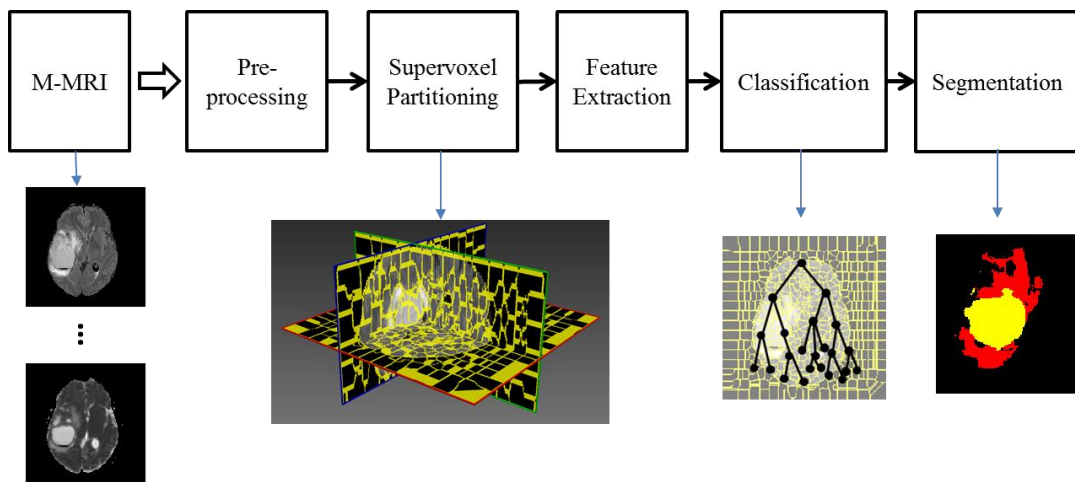 M-MRI
Pre-
processing
Supervoxel
Partitioning
Feature
Extraction
Classification
Segmentation